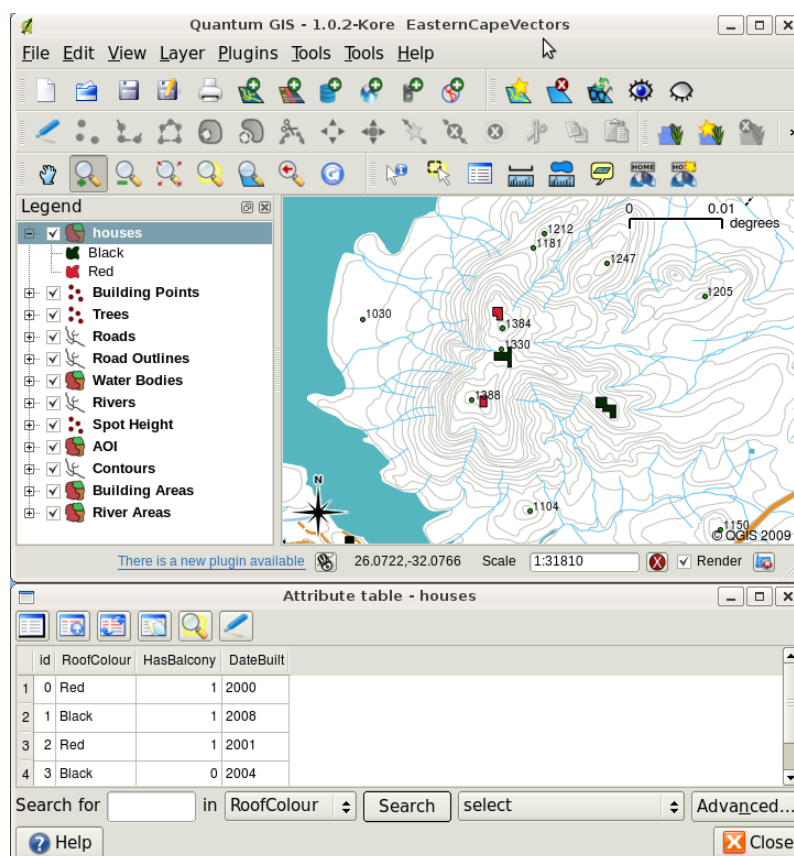 Quantum GIS - 1.0.2-Kore EasternCapeVectors
File Edit View Layer Plugins Tools Tools Help
HOME
Legend
houses
Black
Red
Building Points
Trees
Roads
Road Outlines
Water Bodies
Rivers
Spot Height
AOI
Contours
Building Areas
River Areas
0 0.01
degrees
1212
1181
1247
1205
1030
1384
1330
1388
1104
1150
N
© QGIS 2009
There is a new plugin available 26.0722,-32.0766 Scale 1:31810 Render
Attribute table - houses
id RoofColour HasBalcony DateBuilt
1 0 Red 1 2000
2 1 Black 1 2008
3 2 Red 1 2001
4 3 Black 0 2004
Search for in RoofColour Search select Advanced...
Help Close